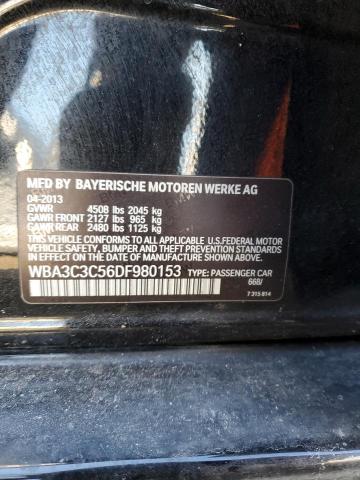 MFD BY BAYERISCHE MOTOREN WERKE AG
04-2013
GVWR 4508 lbs 2045 kg
GAWR FRONT 2127 lbs 965 kg
GAWR REAR 2480 lbs 1125 kg
THIS CAR CONFORMS TO ALL APPLICABLE U.S.FEDERAL MOTOR
VEHICLE SAFETY, BUMPER AND THEFT PREVENTION STANDARDS
IN EFFECT ON THE DATE OF MANUFACTURE SHOWN ABOVE.
WBA3C3C56DF980153 TYPE: PASSENGER CAR
668/
7 315 814